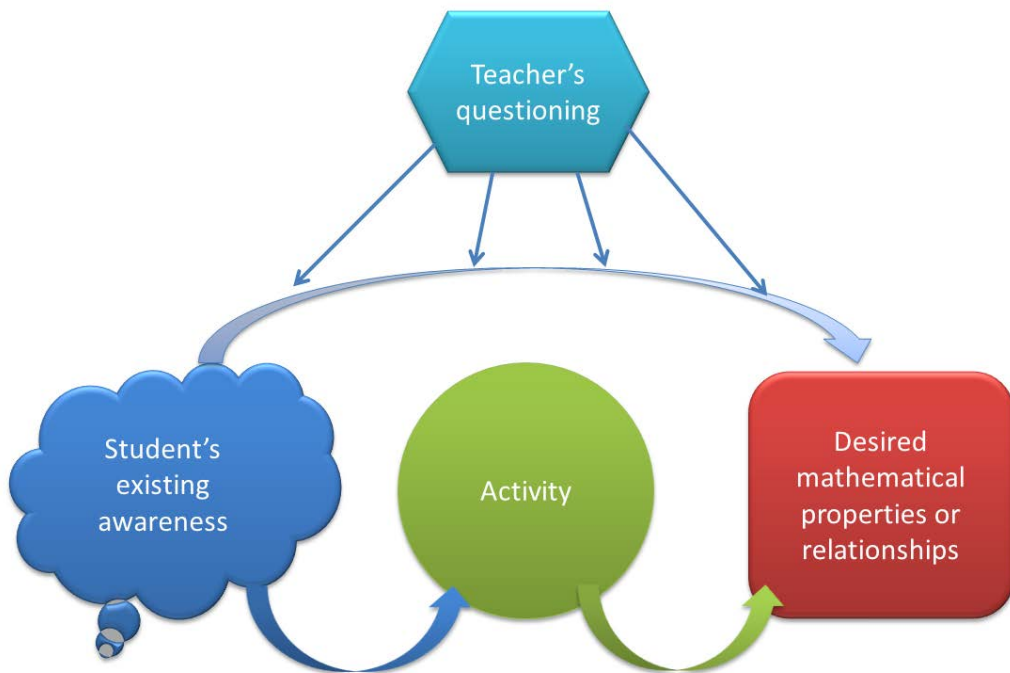 Teacher’s
questioning
Student’s
existing
awareness
Activity
Desired
mathematical
properties or
relationships